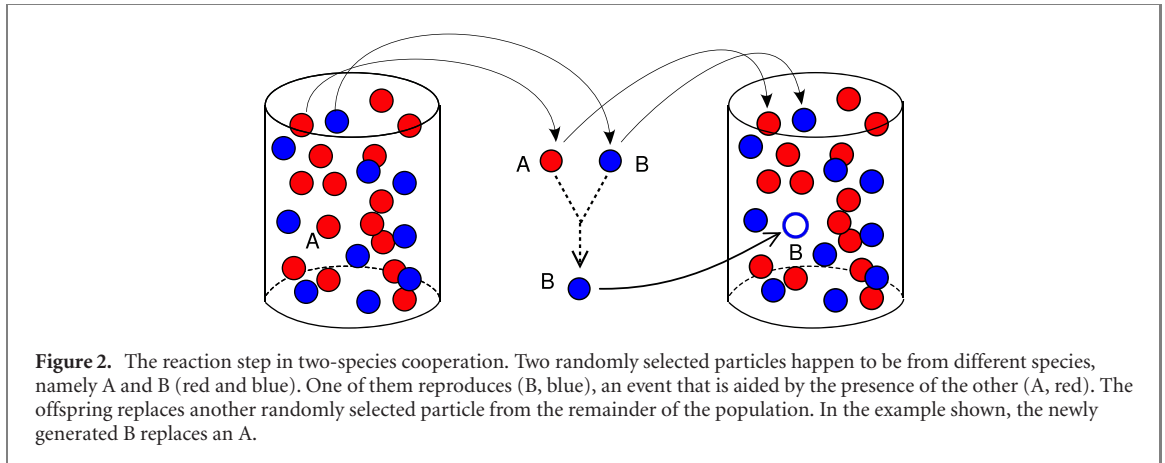 A
B
A
B
B
Figure 2. The reaction step in two-species cooperation. Two randomly selected particles happen to be from different species,
namely A and B (red and blue). One of them reproduces (B, blue), an event that is aided by the presence of the other (A, red). The
offspring replaces another randomly selected particle from the remainder of the population. In the example shown, the newly
generated B replaces an A.